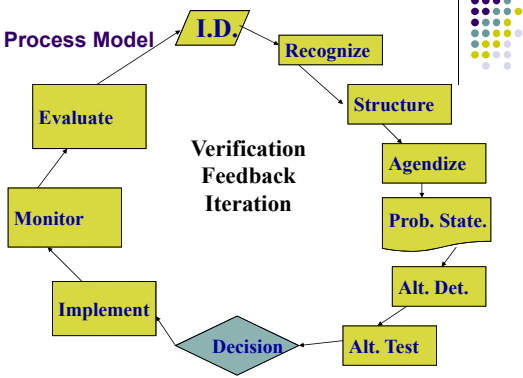 Process Model
I.D.
Recognize
Structure
Agendize
Prob. State.
Alt. Det.
Alt. Test
Decision
Implement
Monitor
Evaluate
Verification
Feedback
Iteration